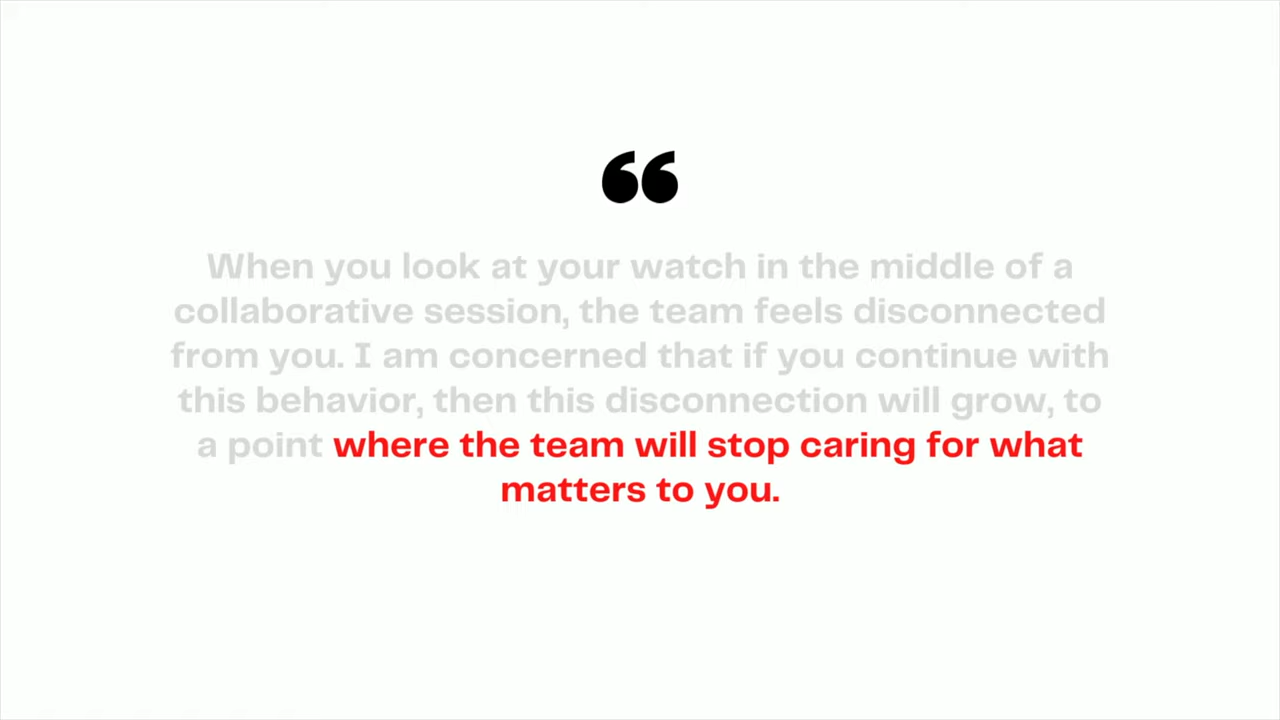 “
When you look at your watch in the middle of a
collaborative session, the team feels disconnected
from you. I am concerned that if you continue with
this behavior, then this disconnection will grow, to
a point where the team will stop caring for what
matters to you.